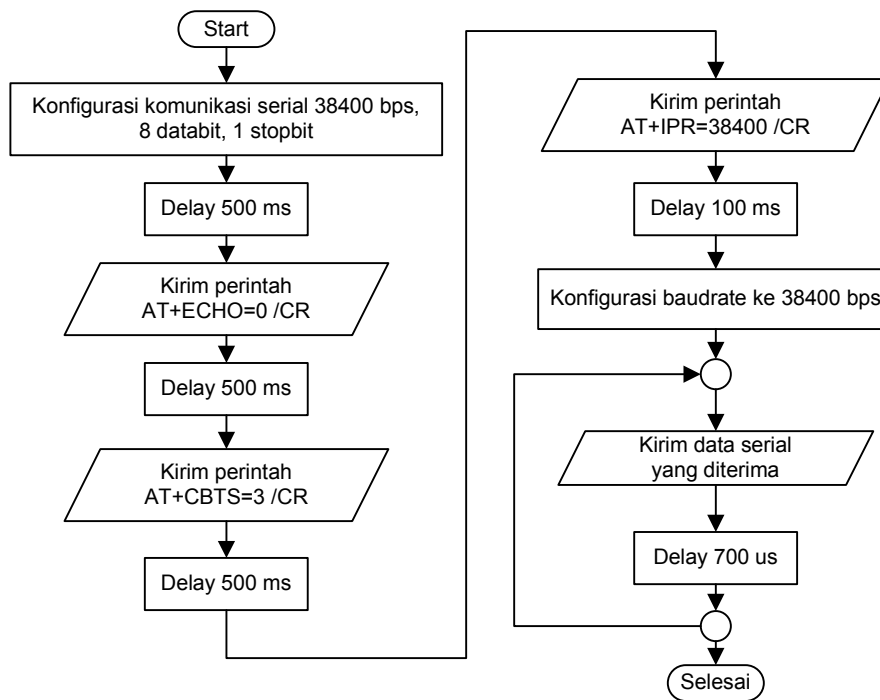 Start
Konfigurasi komunikasi serial 38400 bps,
8 databit, 1 stopbit
Delay 500 ms
Kirim perintah
AT+ECHO=0 /CR
Delay 500 ms
Kirim perintah
AT+CBTS=3 /CR
Delay 500 ms
Kirim perintah
AT+IPR=38400 /CR
Delay 100 ms
Konfigurasi baudrate ke 38400 bps
Kirim data serial
yang diterima
Delay 700 us
Selesai